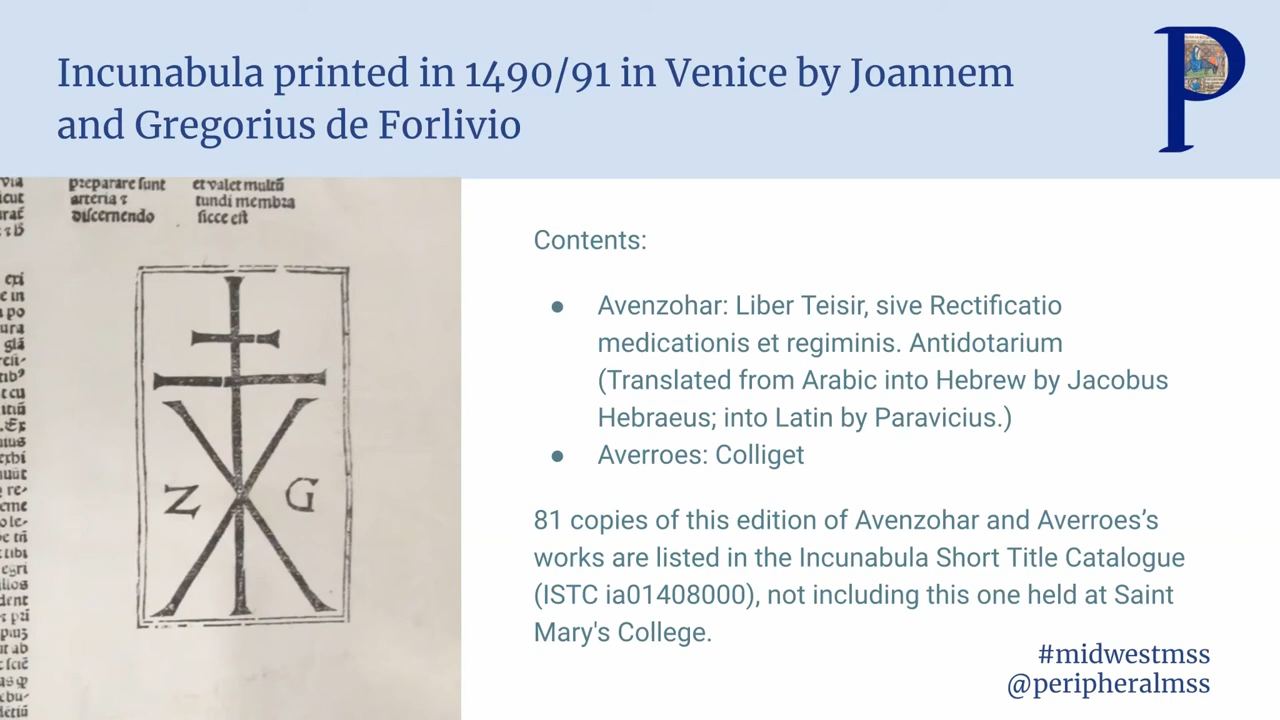 Incunabula printed in 1490/91 in Venice by Joannem
and Gregorius de Forlivio
preparare sunt
arteria
discernendo
et valet multū
tundi membra
sicce est
Z G
Contents:
● Avenzohar: Liber Teisir, sive Rectificatio
medicationis et regiminis. Antidotarium
(Translated from Arabic into Hebrew by Jacobus
Hebraeus; into Latin by Paravicius.)
● Averroes: Colliget
81 copies of this edition of Avenzohar and Averroes’s
works are listed in the Incunabula Short Title Catalogue
(ISTC ia01408000), not including this one held at Saint
Mary's College.
#midwestmss
@peripheralmss